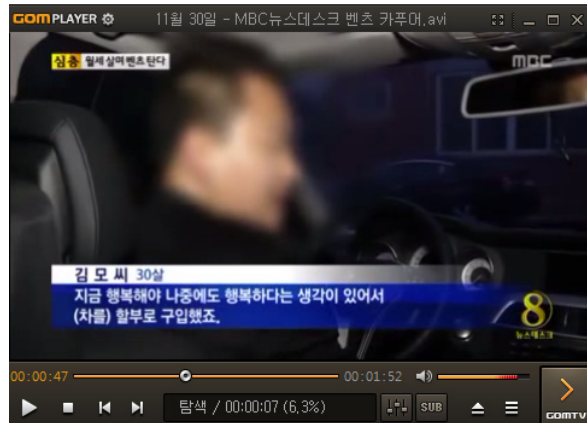 GOM PLAYER 11월 30일 - MBC뉴스데스크 벤츠 카푸어.avi
심층 월세 살며 벤츠 탄다
mbc
김 모 씨 30살
지금 행복해야 나중에도 행복하다는 생각이 있어서
(차를) 할부로 구입했죠.
8
뉴스데스크
00:00:47
00:01:52
탐색 / 00:00:07 (6,3%)
SUB
GOMTV